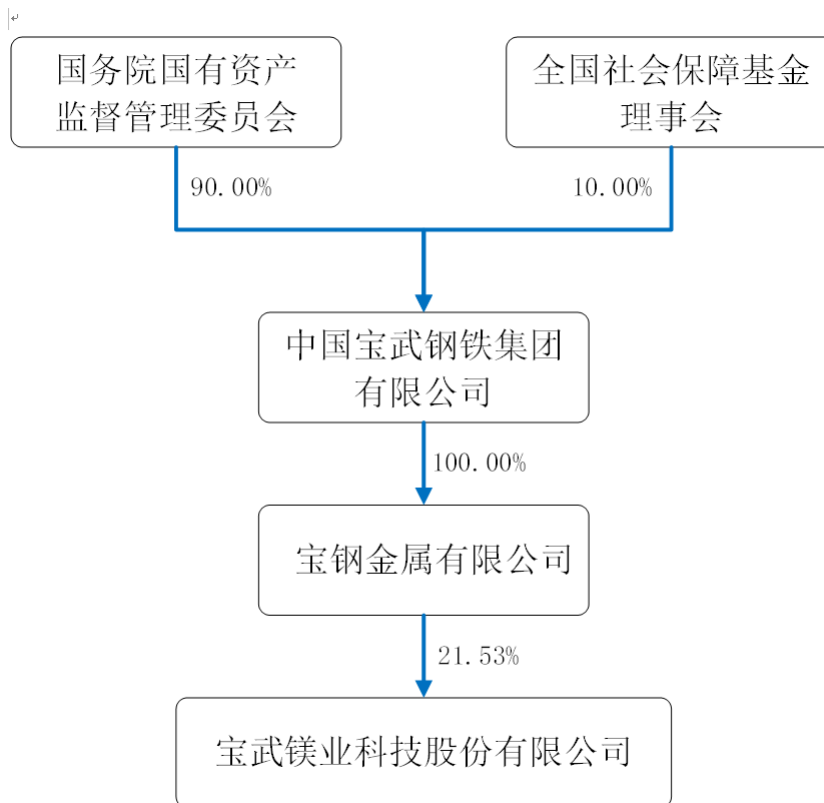 国务院国有资产
监督管理委员会
全国社会保障基金
理事会
90.00%
10.00%
中国宝武钢铁集团
有限公司
100.00%
宝钢金属有限公司
21.53%
宝武镁业科技股份有限公司